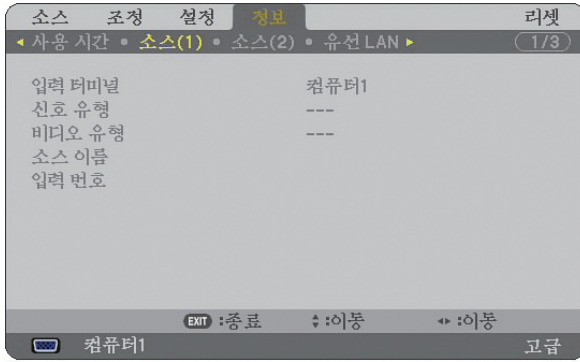 소스 조정 설정 정보 리셋
◂ 사용 시간 • 소스(1) • 소스(2) • 유선 LAN ▸ 1/3
입력 터미널 컴퓨터1
신호 유형 ---
비디오 유형 ---
소스 이름
입력 번호
EXIT :종료 ♦ :이동 ◂▸ :이동
컴퓨터1 고급